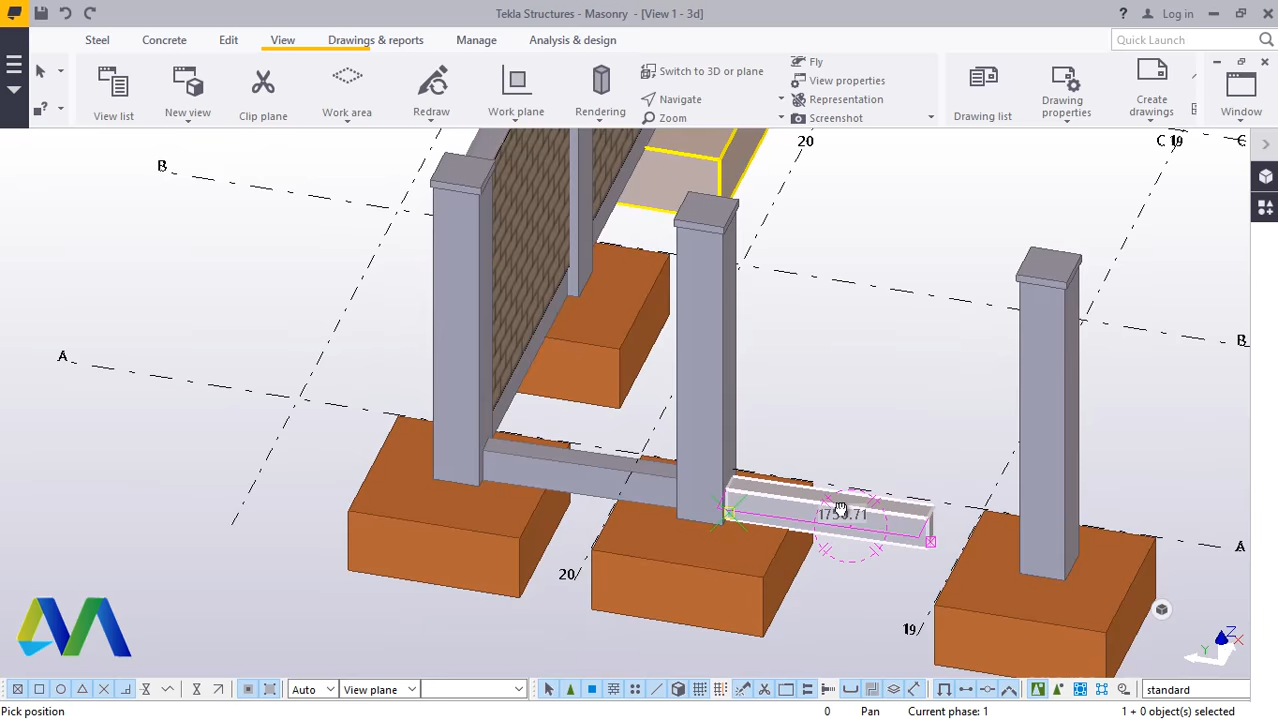 Tekla Structures - Masonry - [View 1 - 3d]
Log in
Steel
Concrete
Edit
View
Drawings & reports
Manage
Analysis & design
Quick Launch
View list
New view
Clip plane
Work area
Redraw
Work plane
Rendering
Switch to 3D or plane
Navigate
Zoom
Fly
View properties
Representation
Screenshot
Drawing list
Drawing properties
Create drawings
Window
20
C 19
C
B
B
A
A
20/
19/
Z
X
Y
Auto
View plane
standard
Pick position
0
Pan
Current phase: 1
1 + 0 object(s) selected